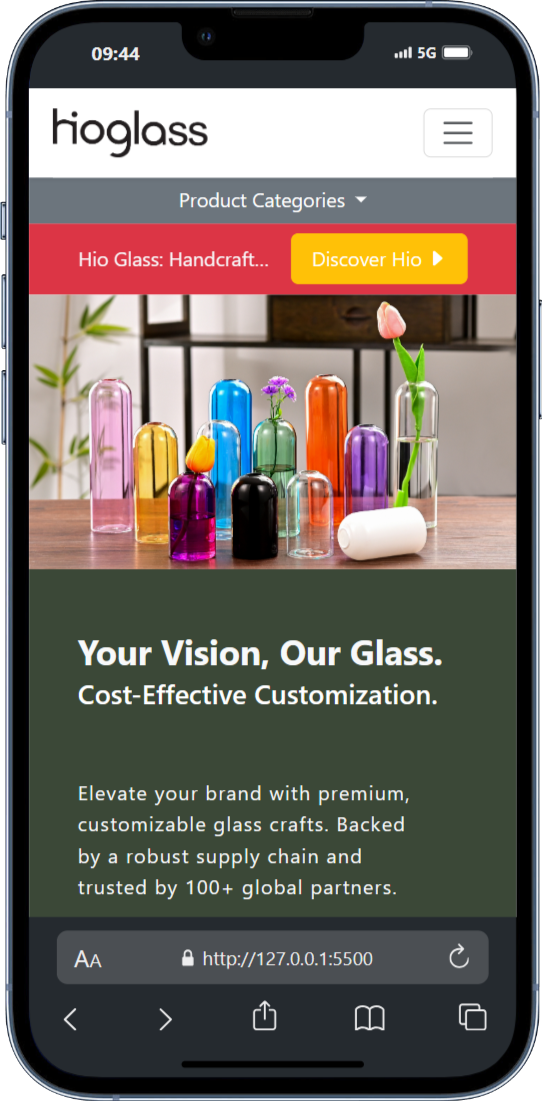 09:44
5G
hioglass
Product Categories
Hio Glass: Handcraft...
Discover Hio
Your Vision, Our Glass.
Cost-Effective Customization.
Elevate your brand with premium,
customizable glass crafts. Backed
by a robust supply chain and
trusted by 100+ global partners.
AA
http://127.0.0.1:5500